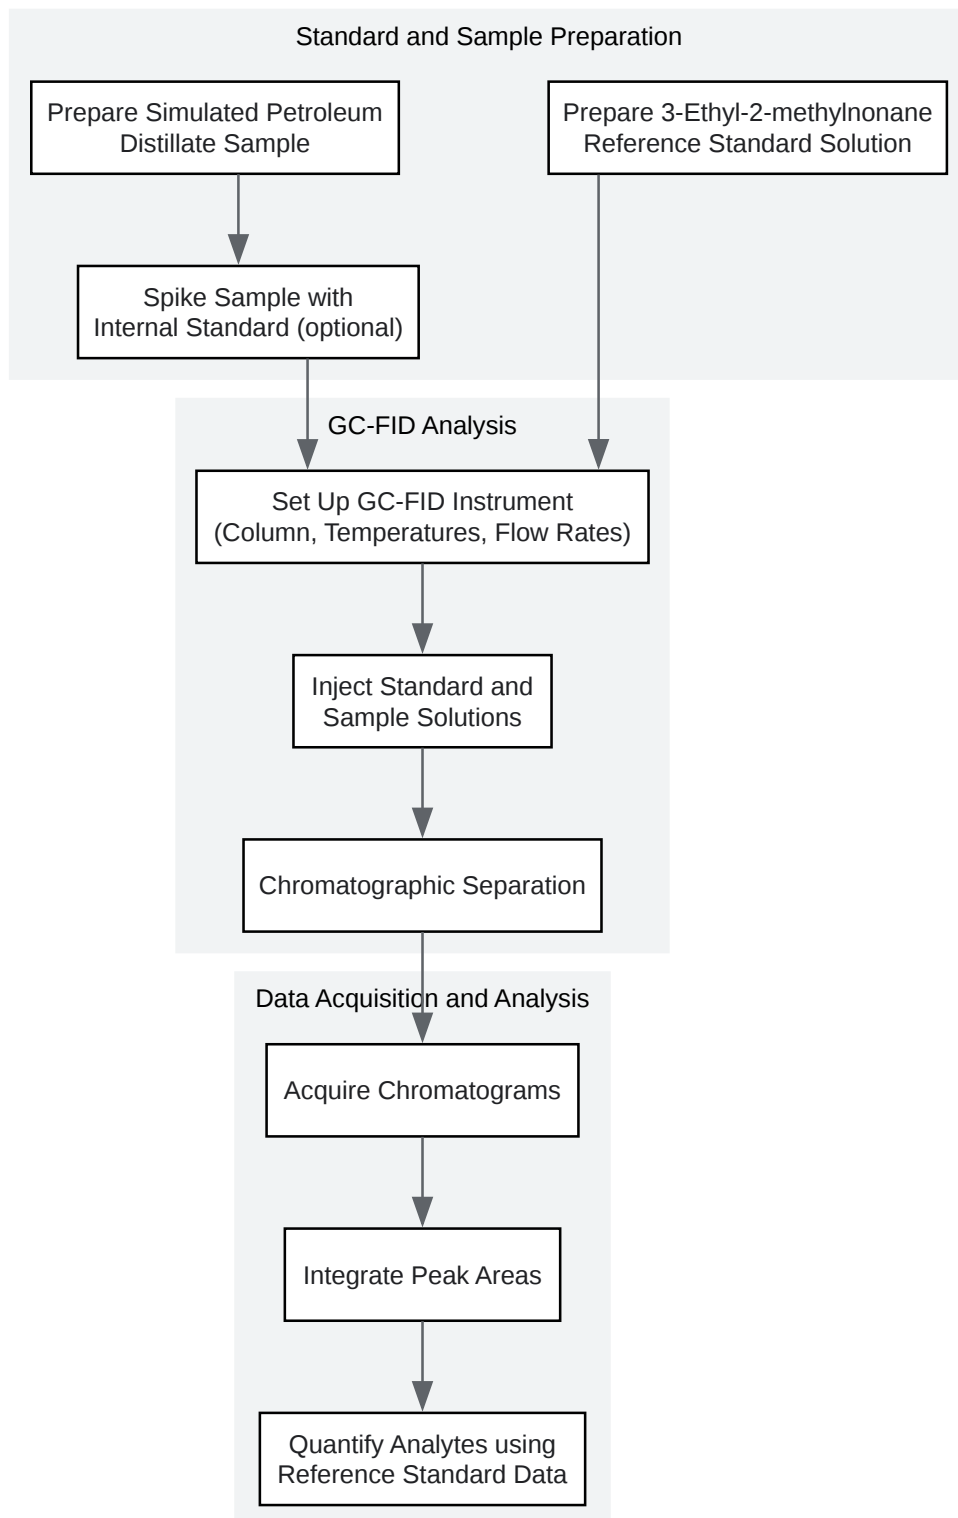 Standard and Sample Preparation
Prepare Simulated Petroleum
Distillate Sample
Prepare 3-Ethyl-2-methylnonane
Reference Standard Solution
Spike Sample with
Internal Standard (optional)
GC-FID Analysis
Set Up GC-FID Instrument
(Column, Temperatures, Flow Rates)
Inject Standard and
Sample Solutions
Chromatographic Separation
Data Acquisition and Analysis
Acquire Chromatograms
Integrate Peak Areas
Quantify Analytes using
Reference Standard Data